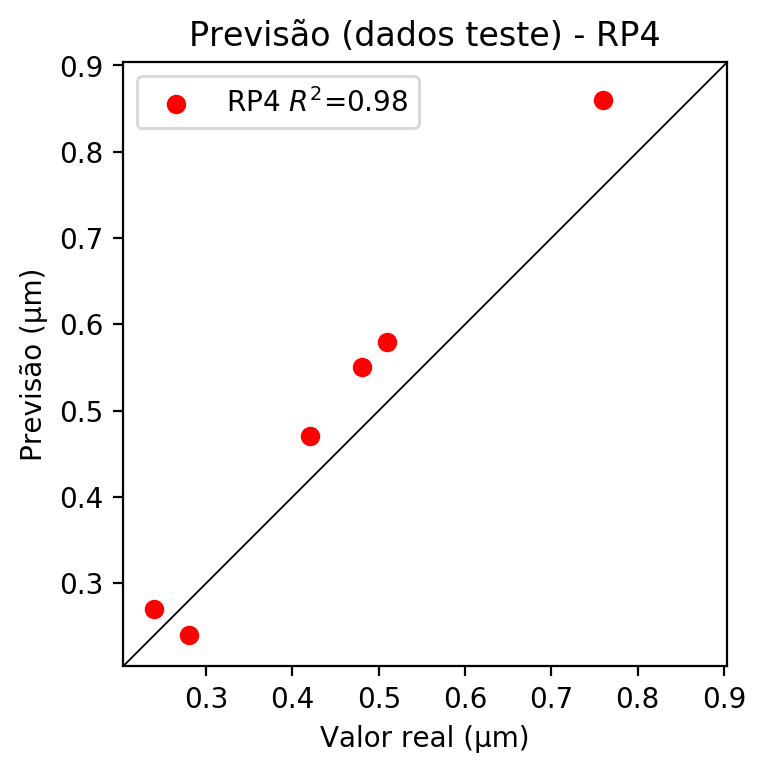 Previsão (dados teste) - RP4
RP4 R²=0.98
Previsão (µm)
0.9
0.8
0.7
0.6
0.5
0.4
0.3
0.3 0.4 0.5 0.6 0.7 0.8 0.9
Valor real (µm)